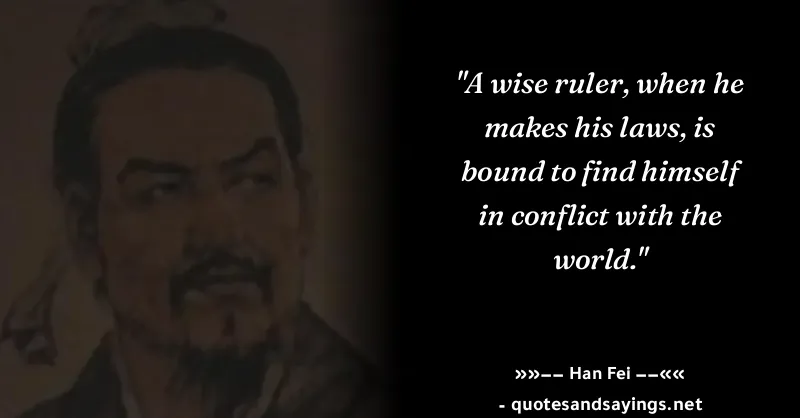 "A wise ruler, when he
makes his laws, is
bound to find himself
in conflict with the
world."
»»−− Han Fei −−««
- quotesandsayings.net